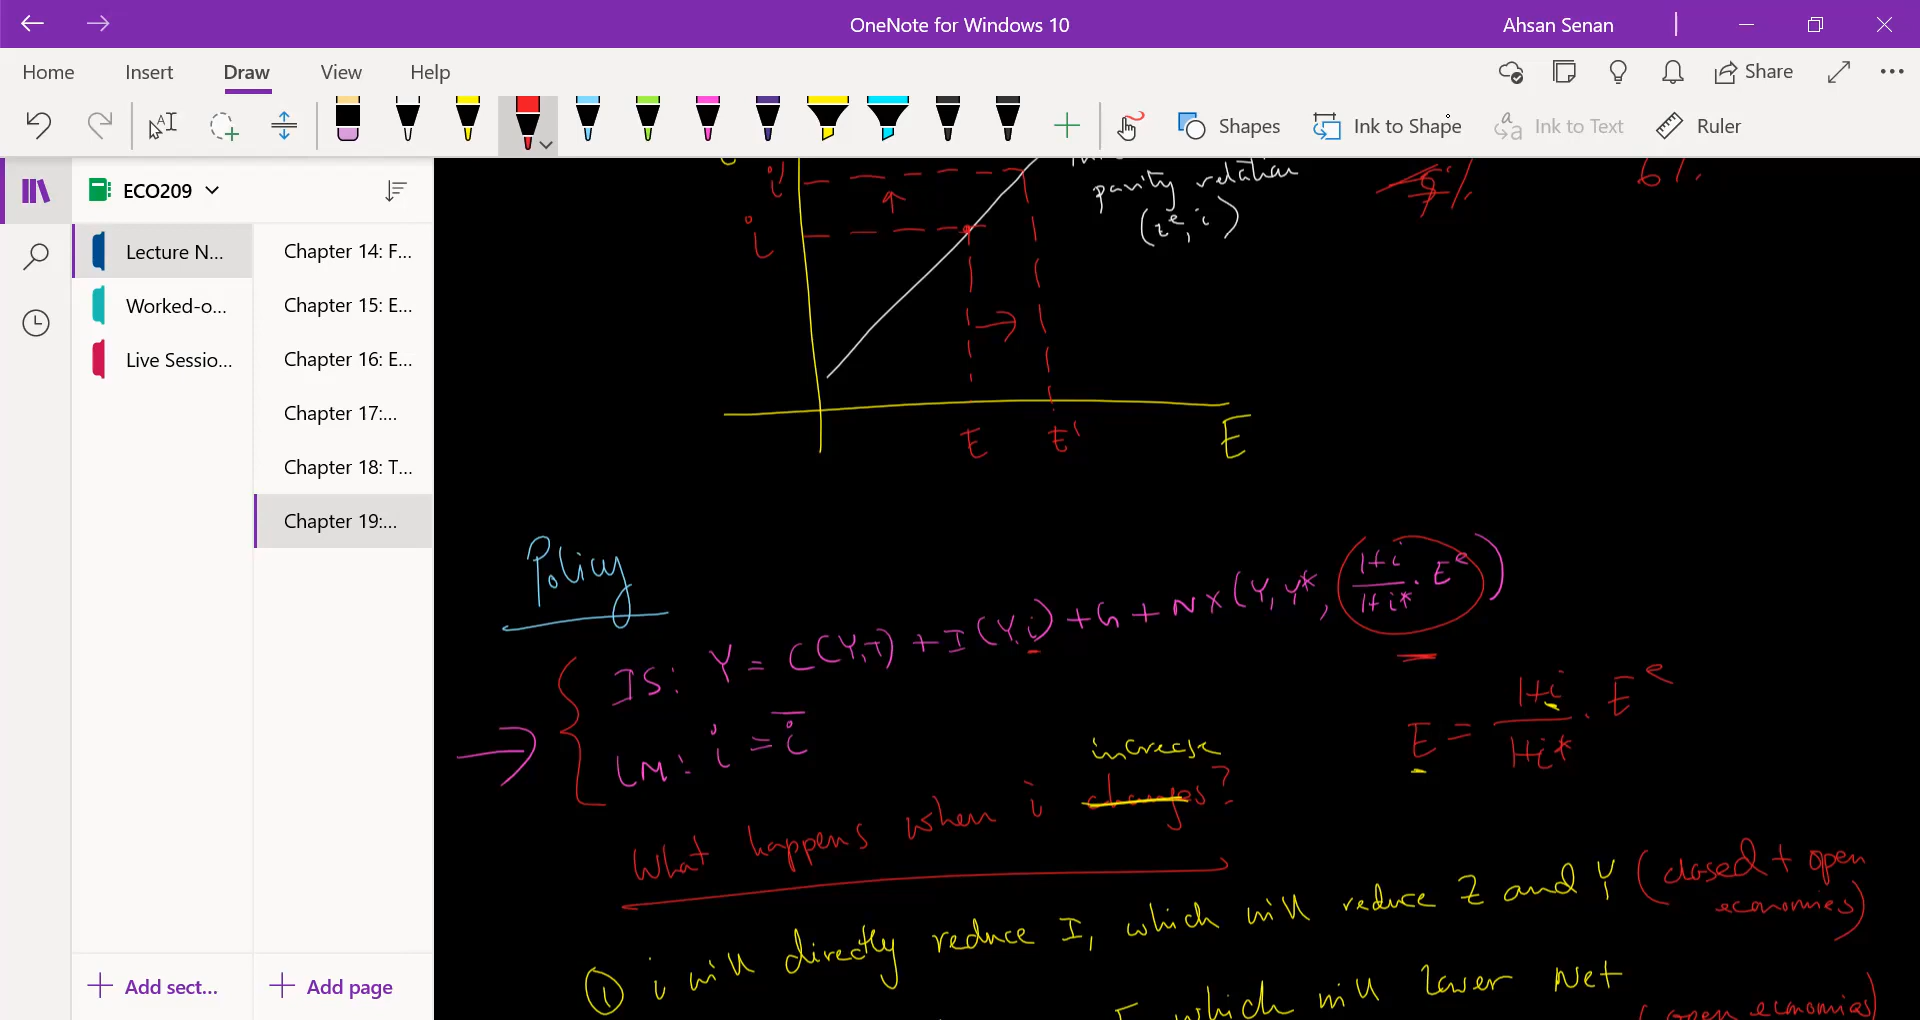 OneNote for Windows 10
Ahsan Senan
Home Insert Draw View Help
Share
Shapes Ink to Shape Ink to Text Ruler
ECO209
Lecture N...
Worked-o...
Live Sessio...
Chapter 14: F...
Chapter 15: E...
Chapter 16: E...
Chapter 17:...
Chapter 18: T...
Chapter 19:...
Add sect...
Add page
i'
i
parity relation
(i^e, i)
6%.
E E' E
Policy
IS: Y = C(Y,T) + I(Y,i) + G + NX(Y, Y*, 1+i/1+i* . E^e)
LM: i = i̅
E = 1+i/1+i* . E^e
increase
What happens when i changes?
① i will directly reduce I, which will reduce Z and Y (closed + open
economies)
E which will lower Net
(open economies)